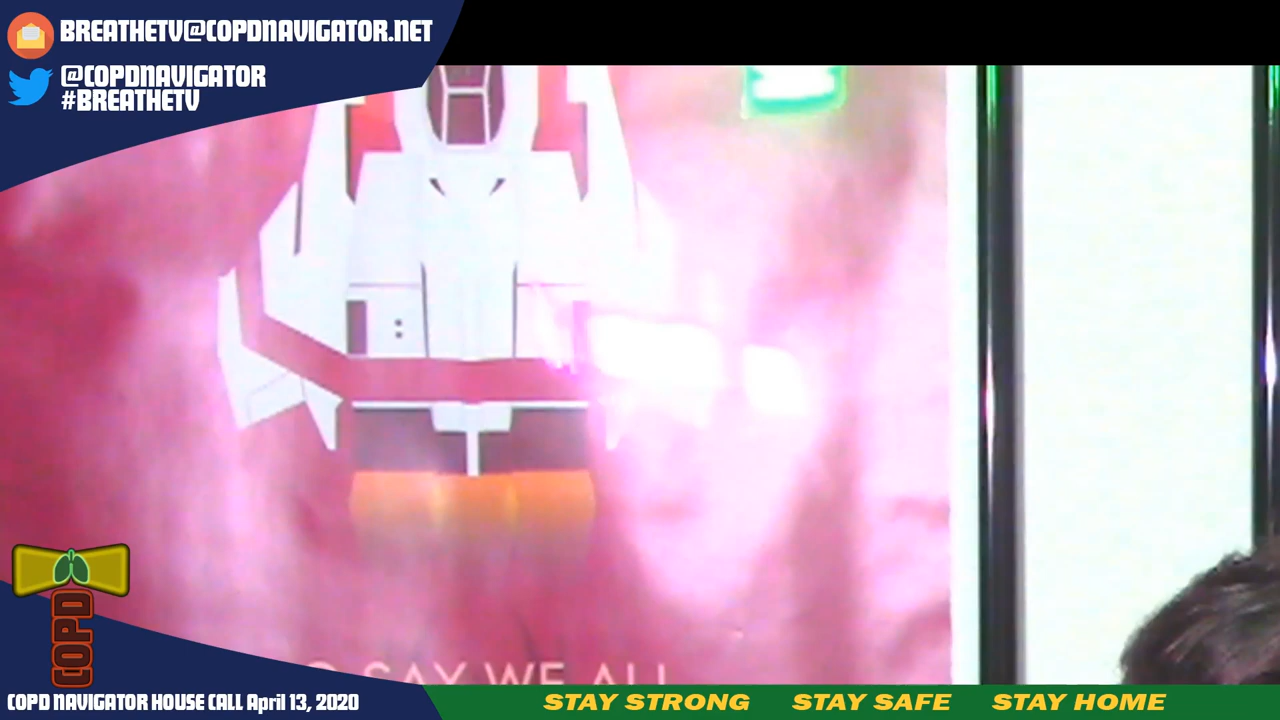 BREATHETV@COPDNAVIGATOR.NET
@COPDNAVIGATOR
#BREATHETV
SAY WE ALL
COPD
COPD NAVIGATOR HOUSE CALL April 13, 2020
STAY STRONG STAY SAFE STAY HOME